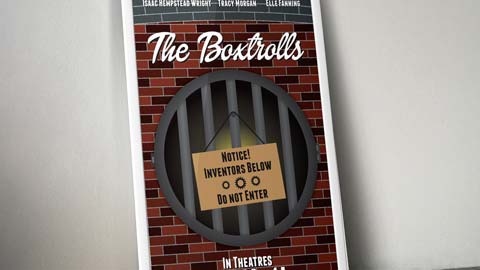 Isaac Hempstead Wright Tracy Morgan Elle Fanning
The Boxtrolls
Notice!
Inventors Below
Do not Enter
In Theatres